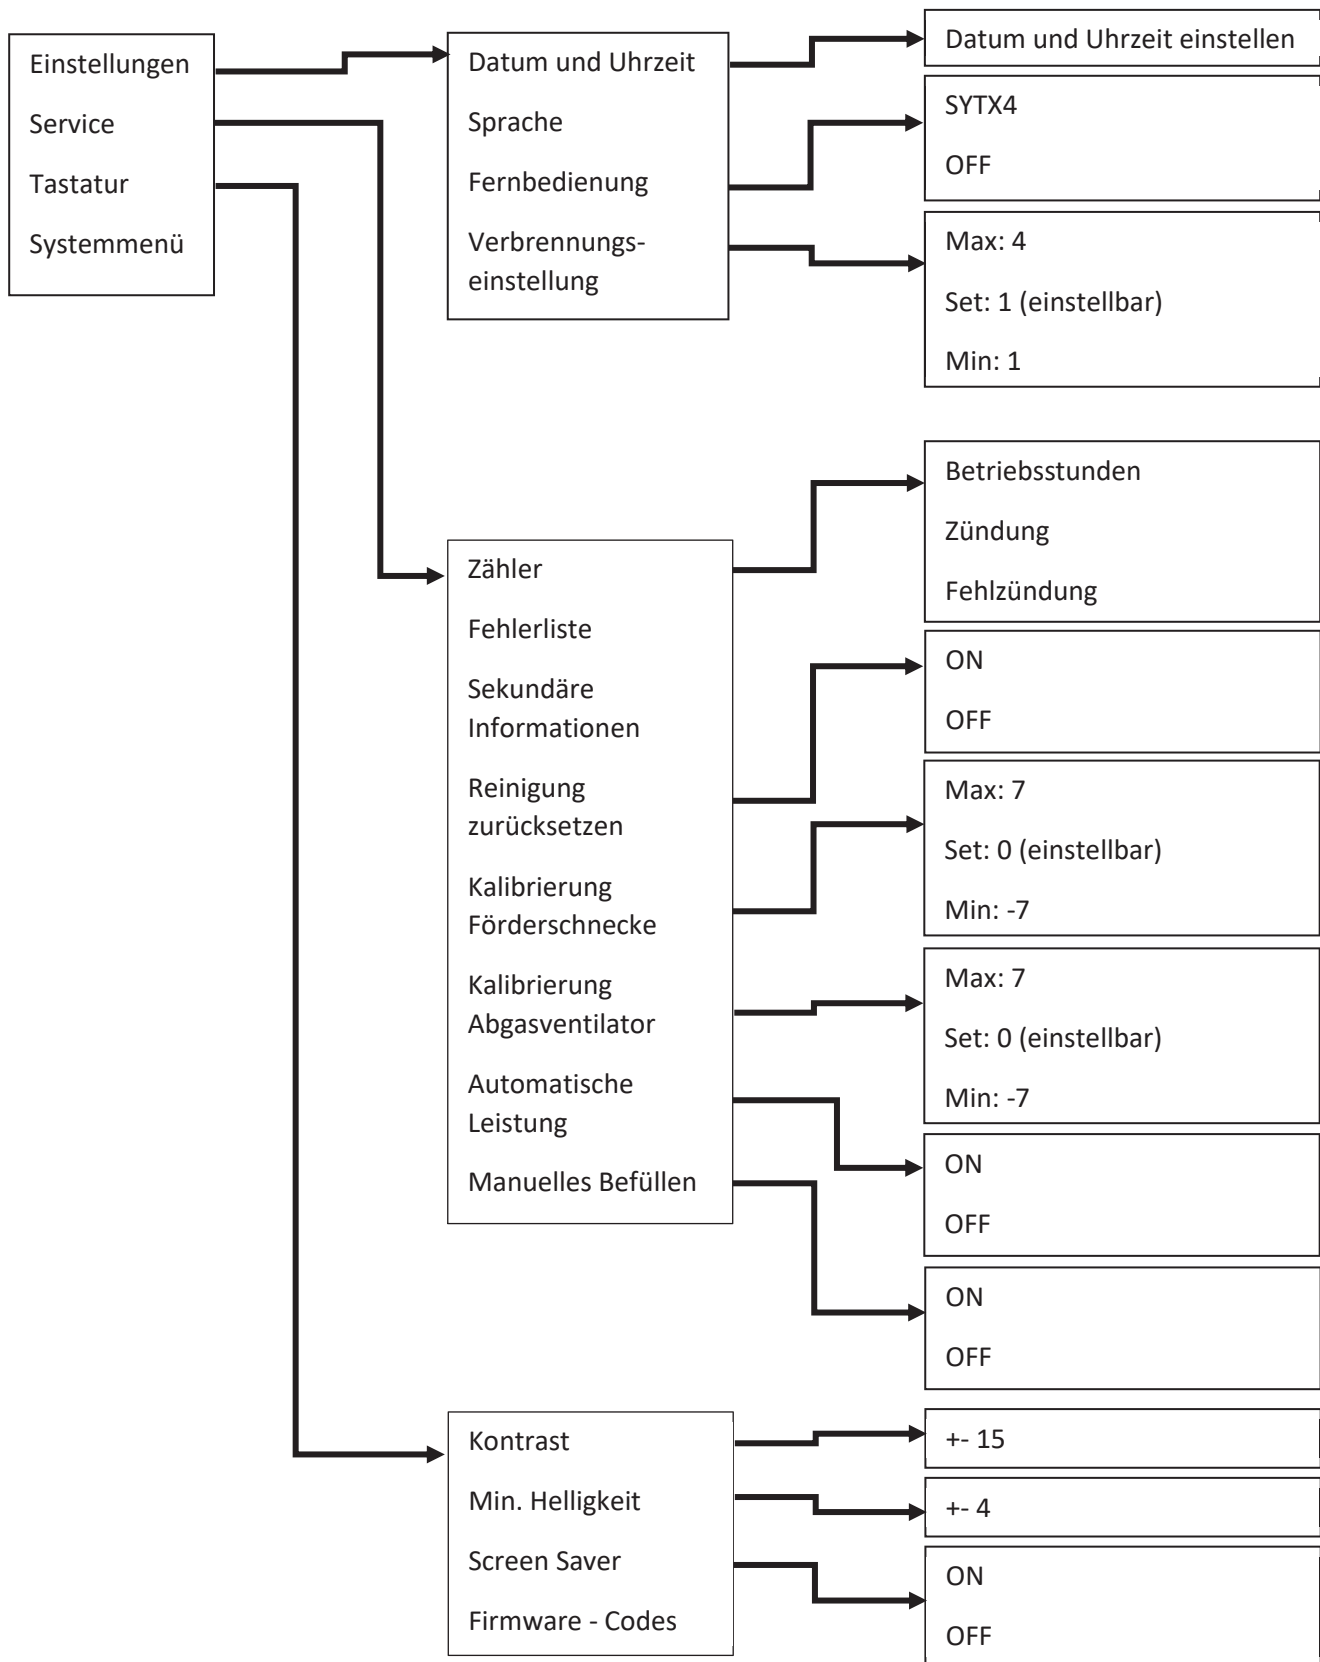 Einstellungen
Service
Tastatur
Systemmenü
Datum und Uhrzeit
Sprache
Fernbedienung
Verbrennungs-
einstellung
Datum und Uhrzeit einstellen
SYTX4
OFF
Max: 4
Set: 1 (einstellbar)
Min: 1
Zähler
Fehlerliste
Sekundäre
Informationen
Reinigung
zurücksetzen
Kalibrierung
Förderschnecke
Kalibrierung
Abgasventilator
Automatische
Leistung
Manuelles Befüllen
Betriebsstunden
Zündung
Fehlzündung
ON
OFF
Max: 7
Set: 0 (einstellbar)
Min: -7
Max: 7
Set: 0 (einstellbar)
Min: -7
ON
OFF
ON
OFF
Kontrast
Min. Helligkeit
Screen Saver
Firmware - Codes
+- 15
+- 4
ON
OFF